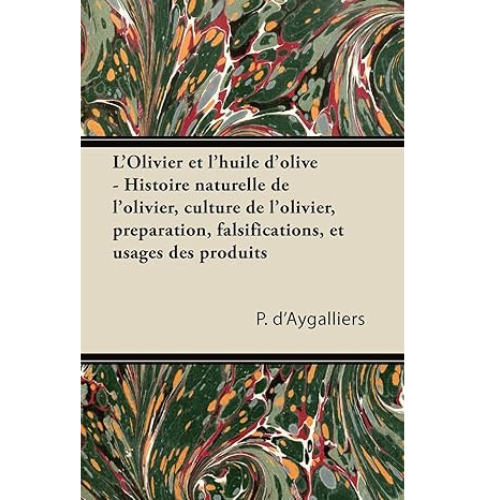 L’Olivier et l’huile d’olive
- Histoire naturelle de
l’olivier, culture de l’olivier,
preparation, falsifications, et
usages des produits
P. d’Aygalliers